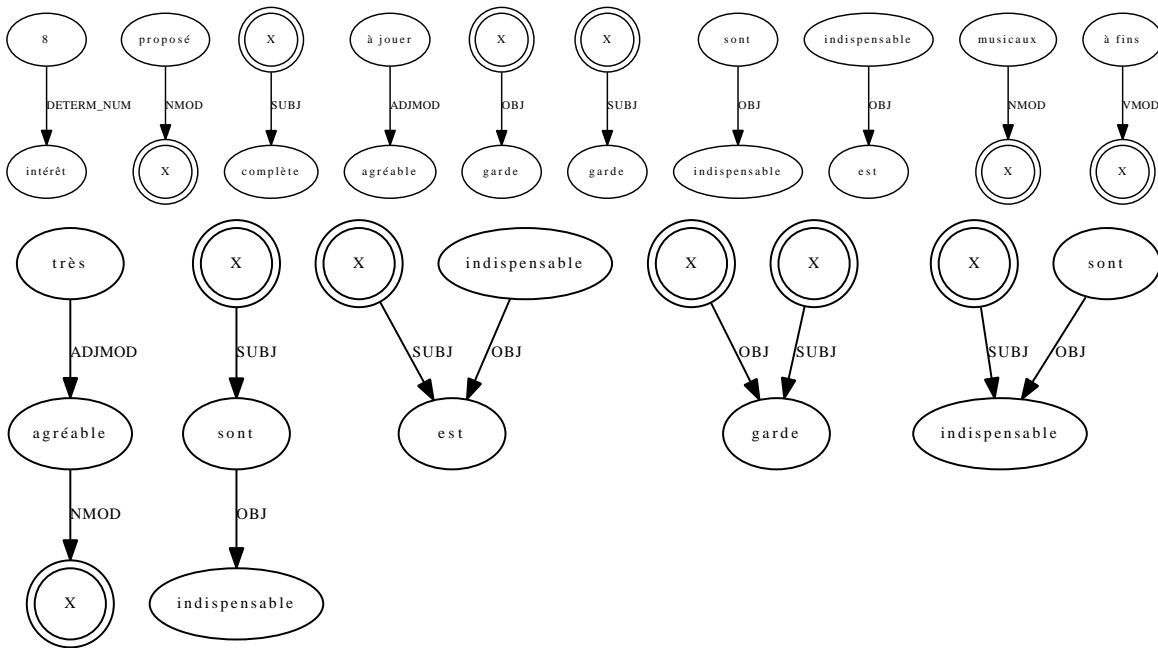 8 proposé X à jouer X X sont indispensable musicaux à fins
DETERM_NUM NMOD SUBJ ADJMOD OBJ SUBJ OBJ OBJ NMOD VMOD
intérêt X complète agréable garde garde indispensable est X X
très X X indispensable X X X sont
ADJMOD SUBJ SUBJ OBJ OBJ SUBJ SUBJ OBJ
agréable sont est garde indispensable
NMOD OBJ
X indispensable